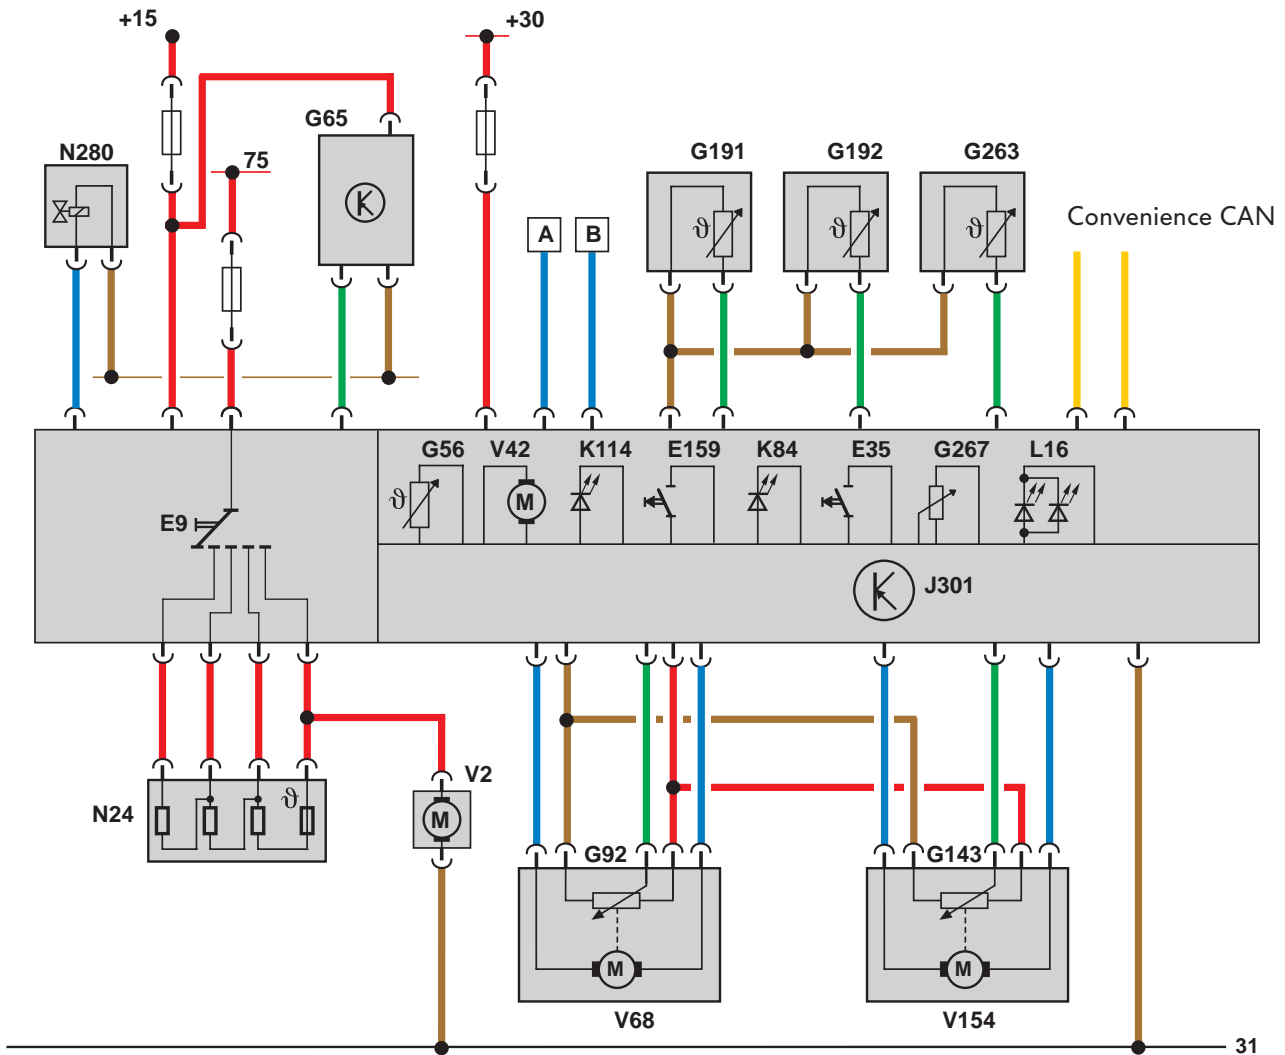 +15
+30
G65
N280
75
G191
G192
G263
A
B
Convenience CAN
G56
V42
K114
E159
K84
E35
G267
L16
ϑ
ϑ
ϑ
ϑ
M
E9
J301
V2
N24
ϑ
M
G92
G143
M
M
V68
V154
31